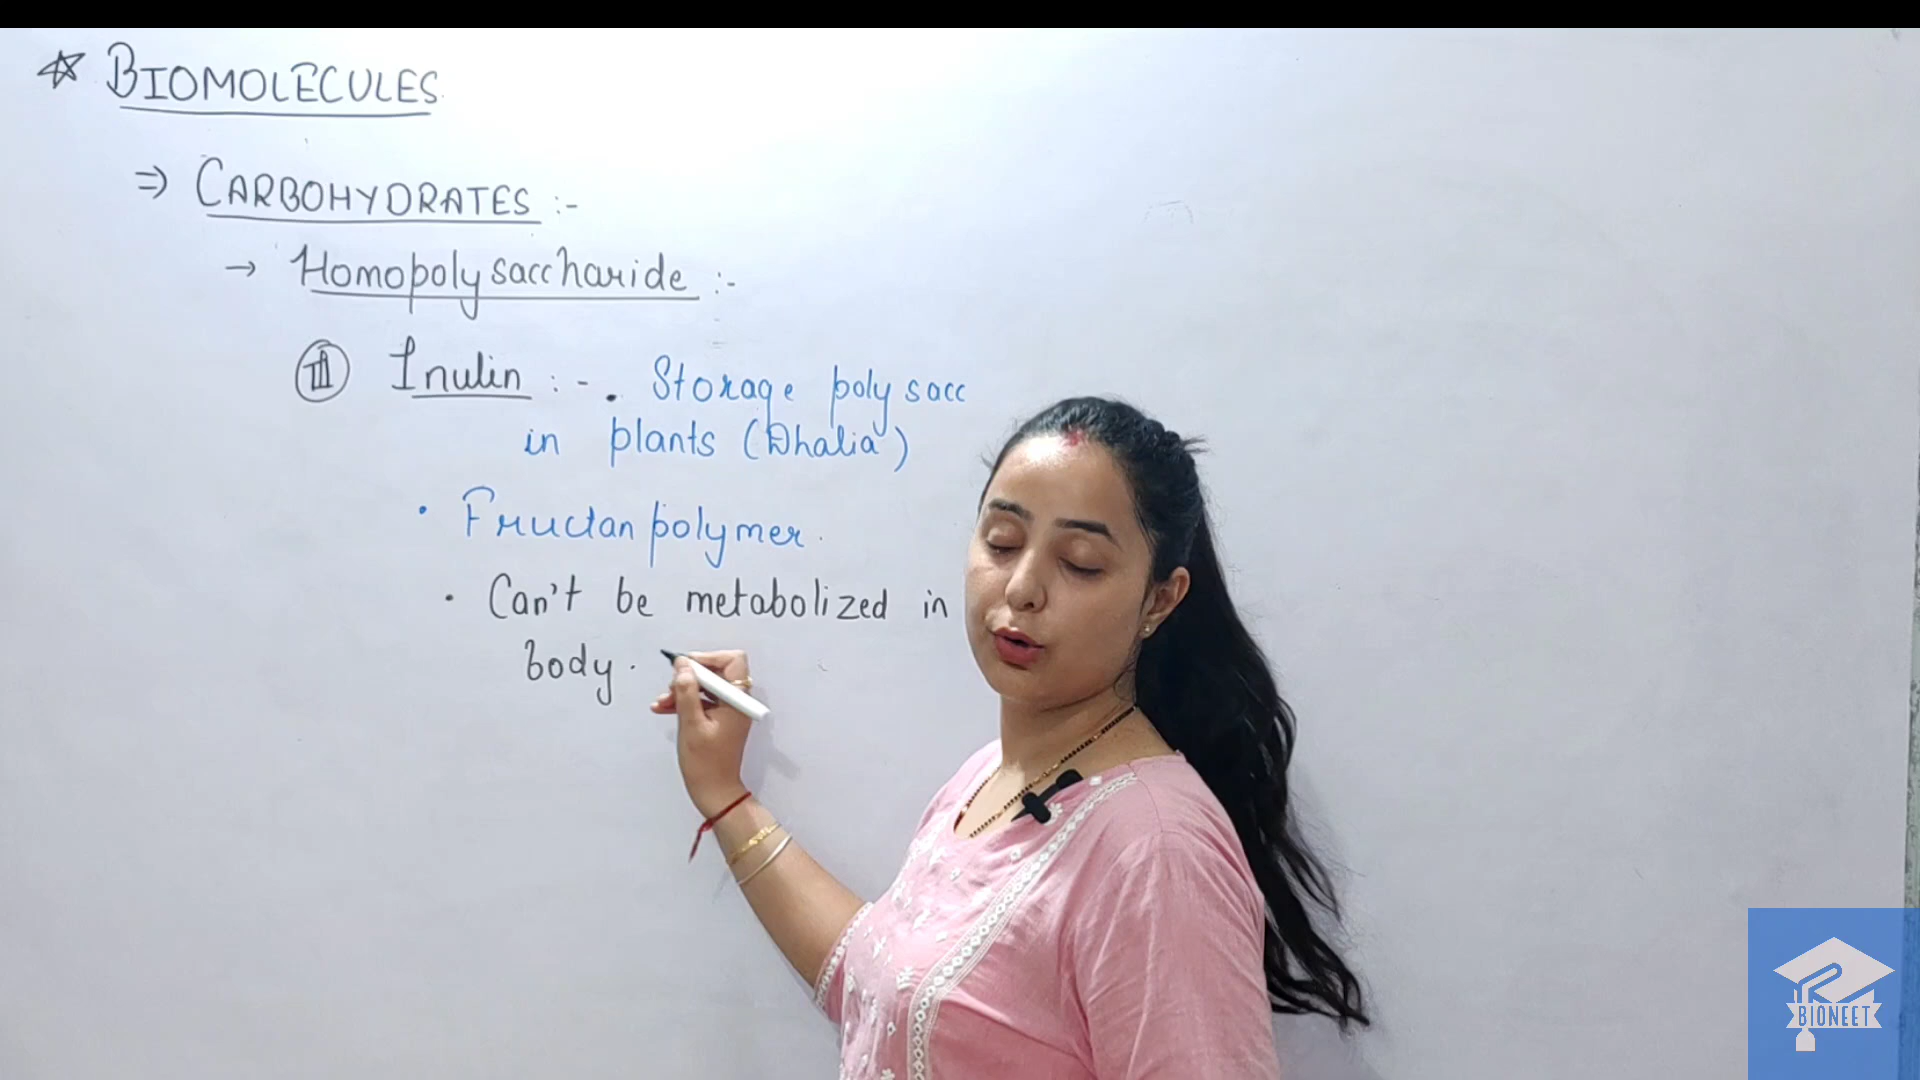 ☆ BIOMOLECULES
⇒ CARBOHYDRATES :-
→ Homopolysaccharide :-
III Inulin :- . Storage polysacc
in plants (Dhalia)
• Fructan polymer.
• Can't be metabolized in
body.
BIONEET